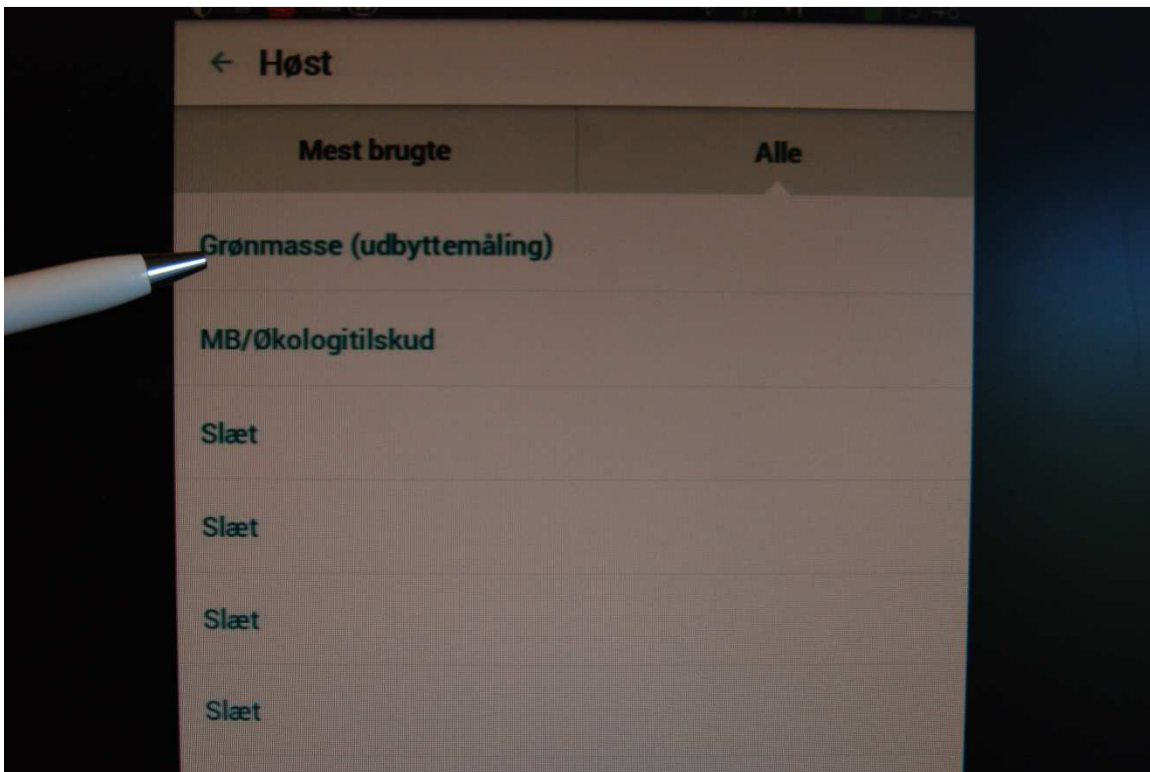 Høst
Mest brugte
Alle
Grønmasse (udbyttemåling)
MB/Økologitilskud
Slæt
Slæt
Slæt
Slæt